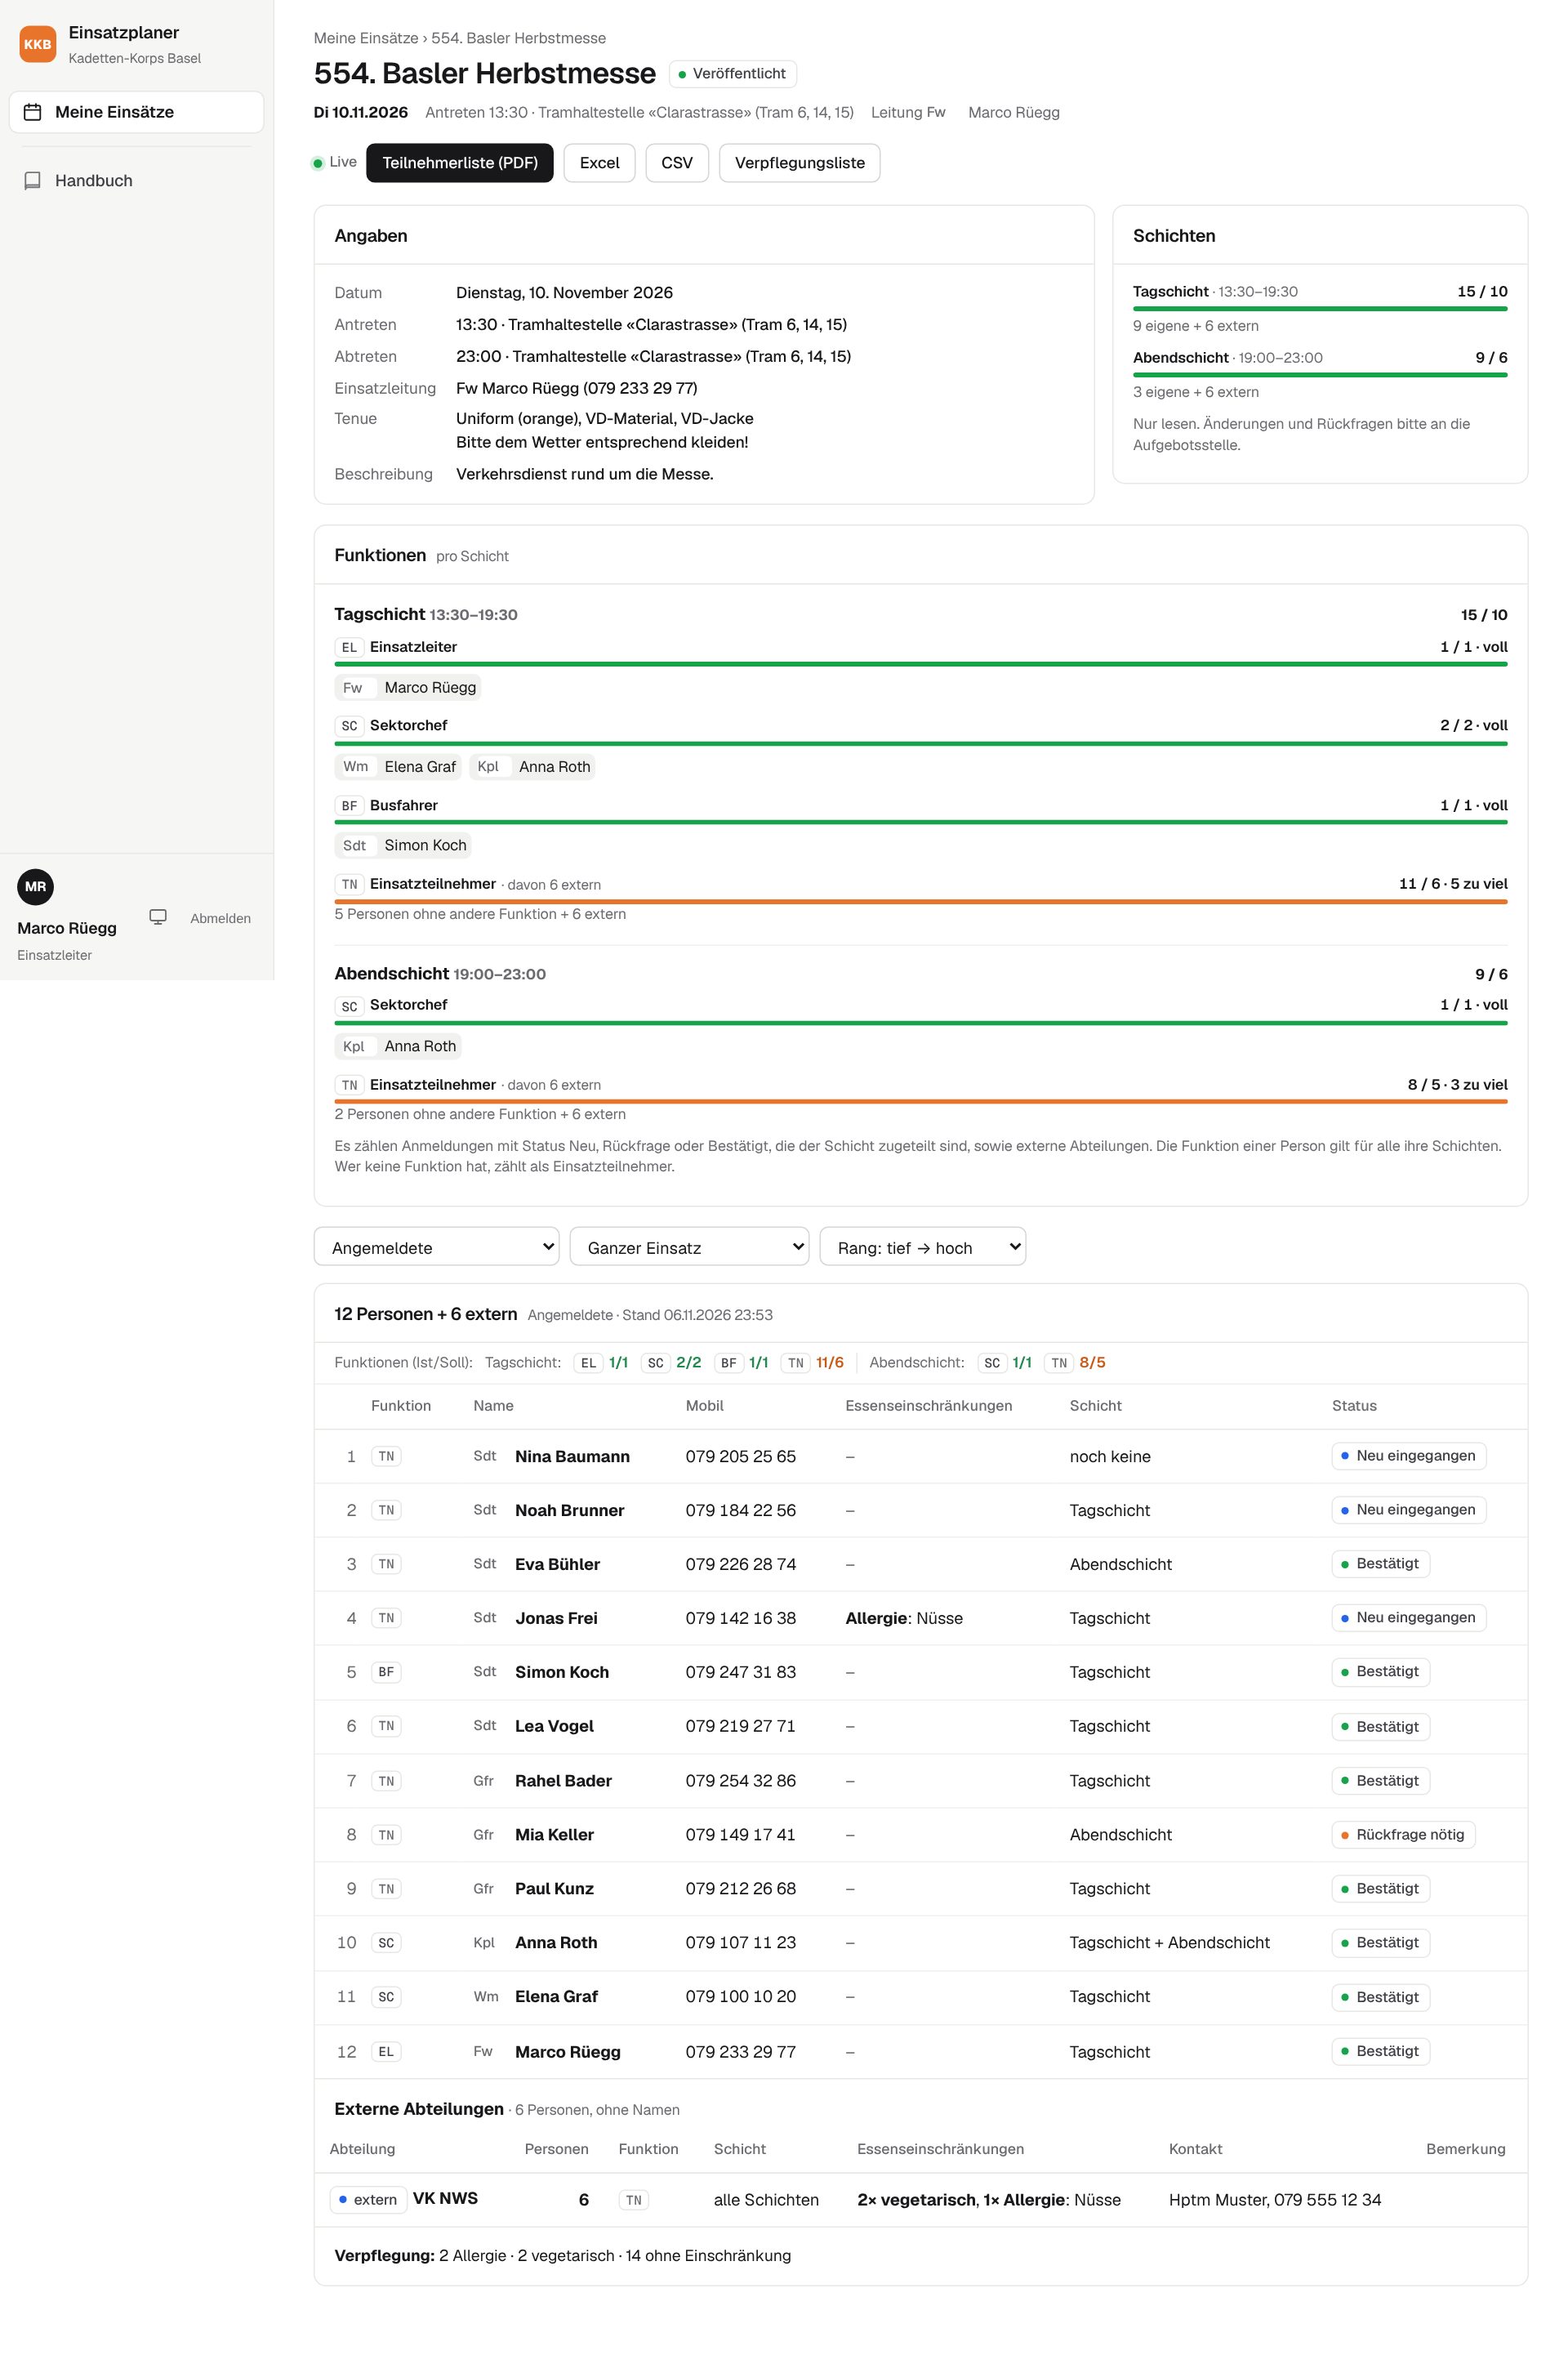 KKB
Einsatzplaner
Kadetten-Korps Basel
Meine Einsätze
Handbuch
MR
Marco Rüegg
Einsatzleiter
Abmelden
Meine Einsätze › 554. Basler Herbstmesse
554. Basler Herbstmesse Veröffentlicht
Di 10.11.2026 Antreten 13:30 · Tramhaltestelle «Clarastrasse» (Tram 6, 14, 15) Leitung Fw Marco Rüegg
Live Teilnehmerliste (PDF) Excel CSV Verpflegungsliste
Angaben
Datum Dienstag, 10. November 2026
Antreten 13:30 · Tramhaltestelle «Clarastrasse» (Tram 6, 14, 15)
Abtreten 23:00 · Tramhaltestelle «Clarastrasse» (Tram 6, 14, 15)
Einsatzleitung Fw Marco Rüegg (079 233 29 77)
Tenue Uniform (orange), VD-Material, VD-Jacke
Bitte dem Wetter entsprechend kleiden!
Beschreibung Verkehrsdienst rund um die Messe.
Schichten
Tagschicht · 13:30–19:30 15 / 10
9 eigene + 6 extern
Abendschicht · 19:00–23:00 9 / 6
3 eigene + 6 extern
Nur lesen. Änderungen und Rückfragen bitte an die
Aufgebotsstelle.
Funktionen pro Schicht
Tagschicht 13:30–19:30 15 / 10
EL Einsatzleiter 1 / 1 · voll
Fw Marco Rüegg
SC Sektorchef 2 / 2 · voll
Wm Elena Graf Kpl Anna Roth
BF Busfahrer 1 / 1 · voll
Sdt Simon Koch
TN Einsatzteilnehmer · davon 6 extern 11 / 6 · 5 zu viel
5 Personen ohne andere Funktion + 6 extern
Abendschicht 19:00–23:00 9 / 6
SC Sektorchef 1 / 1 · voll
Kpl Anna Roth
TN Einsatzteilnehmer · davon 6 extern 8 / 5 · 3 zu viel
2 Personen ohne andere Funktion + 6 extern
Es zählen Anmeldungen mit Status Neu, Rückfrage oder Bestätigt, die der Schicht zugeteilt sind, sowie externe Abteilungen. Die Funktion einer Person gilt für alle ihre Schichten.
Wer keine Funktion hat, zählt als Einsatzteilnehmer.
Angemeldete Ganzer Einsatz Rang: tief → hoch
12 Personen + 6 extern Angemeldete · Stand 06.11.2026 23:53
Funktionen (Ist/Soll): Tagschicht: EL 1/1 SC 2/2 BF 1/1 TN 11/6 Abendschicht: SC 1/1 TN 8/5
Funktion Name Mobil Essenseinschränkungen Schicht Status
1 TN Sdt Nina Baumann 079 205 25 65 – noch keine Neu eingegangen
2 TN Sdt Noah Brunner 079 184 22 56 – Tagschicht Neu eingegangen
3 TN Sdt Eva Bühler 079 226 28 74 – Abendschicht Bestätigt
4 TN Sdt Jonas Frei 079 142 16 38 Allergie: Nüsse Tagschicht Neu eingegangen
5 BF Sdt Simon Koch 079 247 31 83 – Tagschicht Bestätigt
6 TN Sdt Lea Vogel 079 219 27 71 – Tagschicht Bestätigt
7 TN Gfr Rahel Bader 079 254 32 86 – Tagschicht Bestätigt
8 TN Gfr Mia Keller 079 149 17 41 – Abendschicht Rückfrage nötig
9 TN Gfr Paul Kunz 079 212 26 68 – Tagschicht Bestätigt
10 SC Kpl Anna Roth 079 107 11 23 – Tagschicht + Abendschicht Bestätigt
11 SC Wm Elena Graf 079 100 10 20 – Tagschicht Bestätigt
12 EL Fw Marco Rüegg 079 233 29 77 – Tagschicht Bestätigt
Externe Abteilungen · 6 Personen, ohne Namen
Abteilung Personen Funktion Schicht Essenseinschränkungen Kontakt Bemerkung
extern VK NWS 6 TN alle Schichten 2× vegetarisch, 1× Allergie: Nüsse Hptm Muster, 079 555 12 34
Verpflegung: 2 Allergie · 2 vegetarisch · 14 ohne Einschränkung